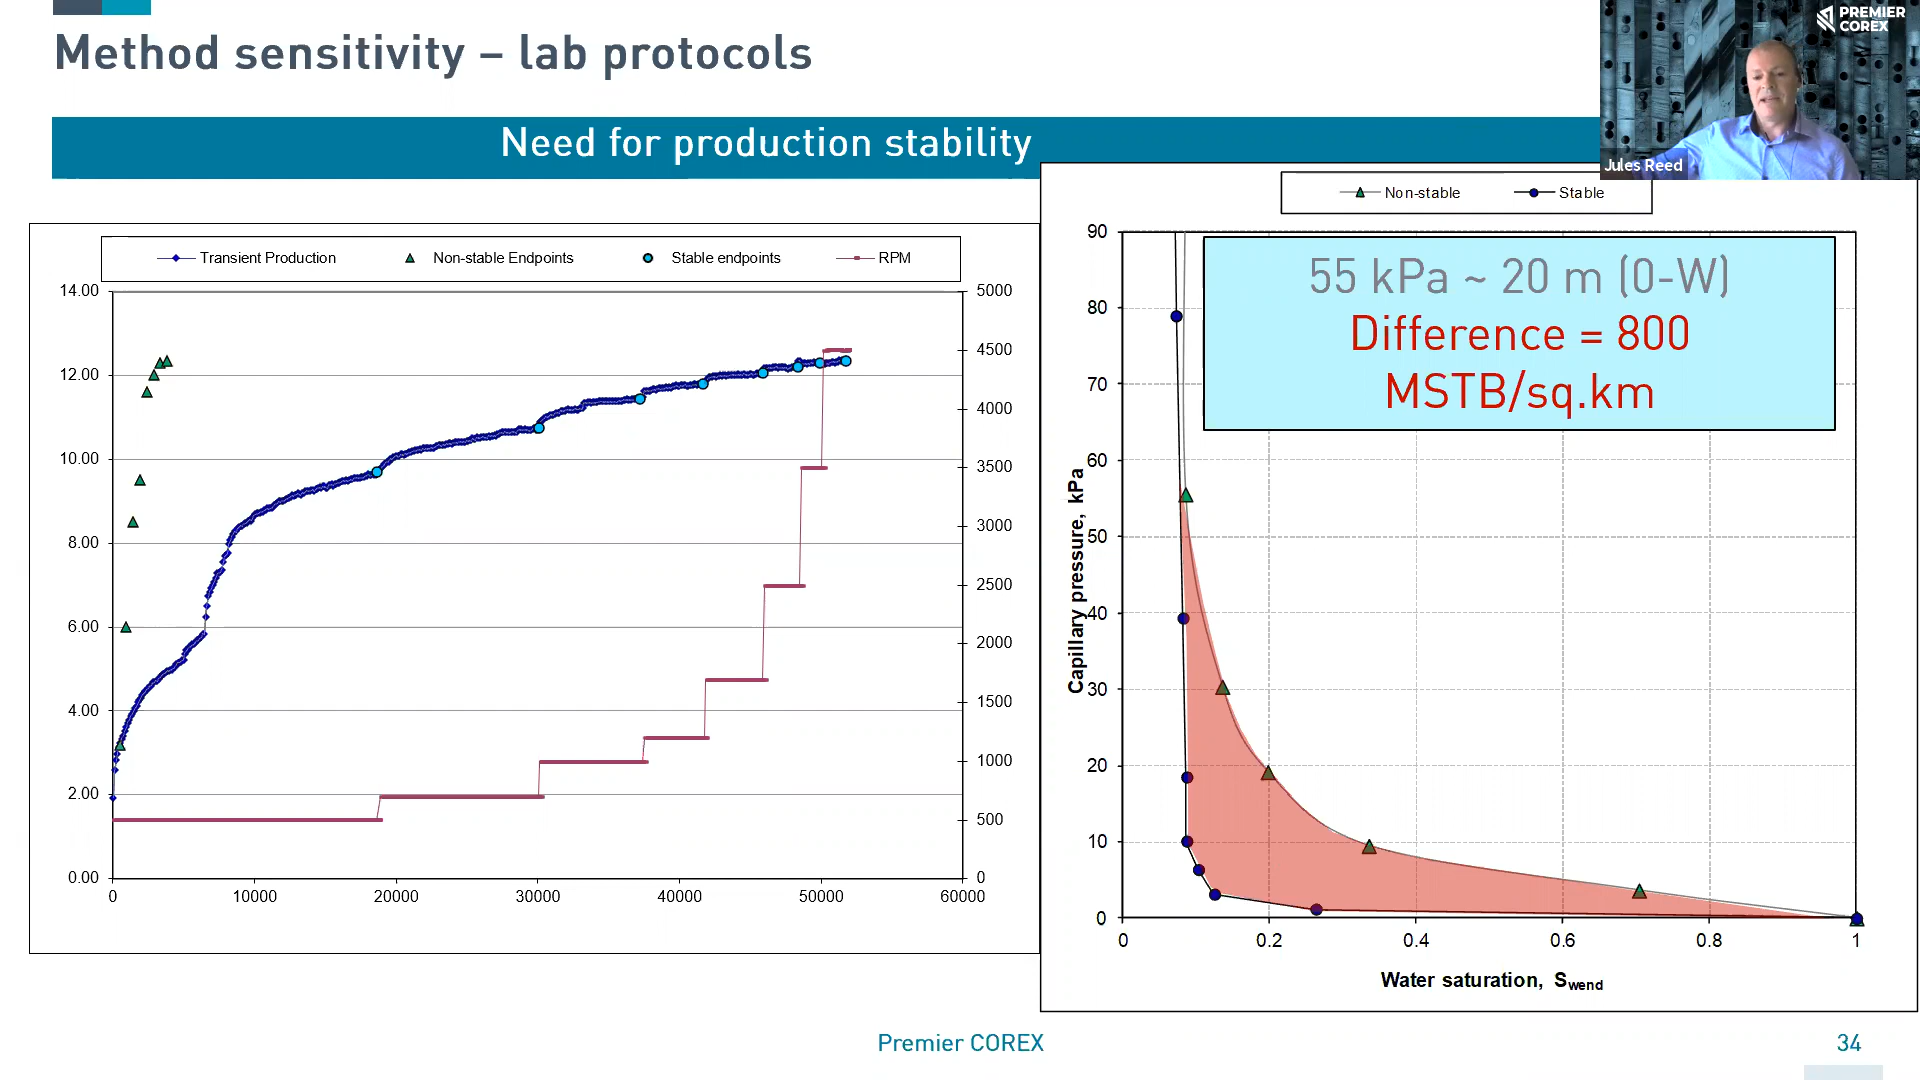 Method sensitivity – lab protocols
PREMIER
COREX
Jules Reed
Need for production stability
Transient Production
Non-stable Endpoints
Stable endpoints
RPM
14.00
12.00
10.00
8.00
6.00
4.00
2.00
0.00
5000
4500
4000
3500
3000
2500
2000
1500
1000
500
0
0
10000
20000
30000
40000
50000
60000
Non-stable
Stable
55 kPa ~ 20 m (0-W)
Difference = 800
MSTB/sq.km
Capillary pressure, kPa
90
80
70
60
50
40
30
20
10
0
0
0.2
0.4
0.6
0.8
1
Water saturation, Swend
Premier COREX
34